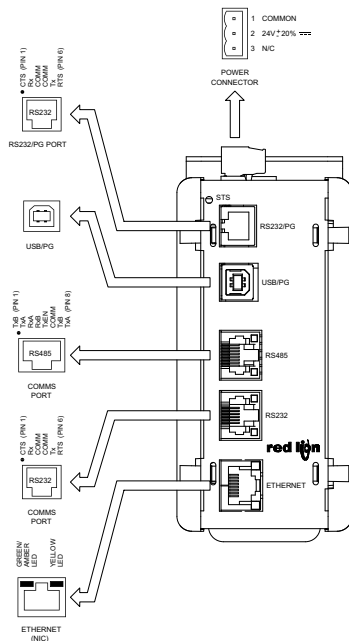 1 COMMON
2 24V±20%
3 N/C
POWER
CONNECTOR
CTS (PIN 1)
Rx
COMM
COMM
Tx
RTS (PIN 6)
RS232
RS232/PG PORT
STS
RS232/PG
USB/PG
USB/PG
TxB (PIN 1)
TxA
RxA
RxB
TxEN
COMM
TxB
TxA (PIN 8)
RS485
COMMS
PORT
RS485
CTS (PIN 1)
Rx
COMM
COMM
Tx
RTS (PIN 6)
RS232
COMMS
PORT
RS232
red lion
ETHERNET
GREEN/
AMBER
LED
YELLOW
LED
ETHERNET
(NIC)